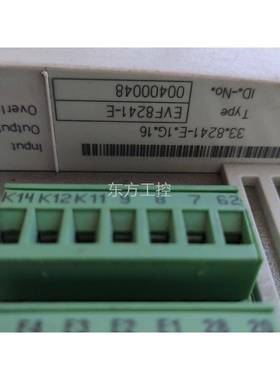 ID.-No. 00400048
Type EVF8241-E
33.8241-E.1G.16
Input
Output
Overl
K14 K12 K11 9 8 7 62
东方工控
E4 E3 E2 E1 28 20